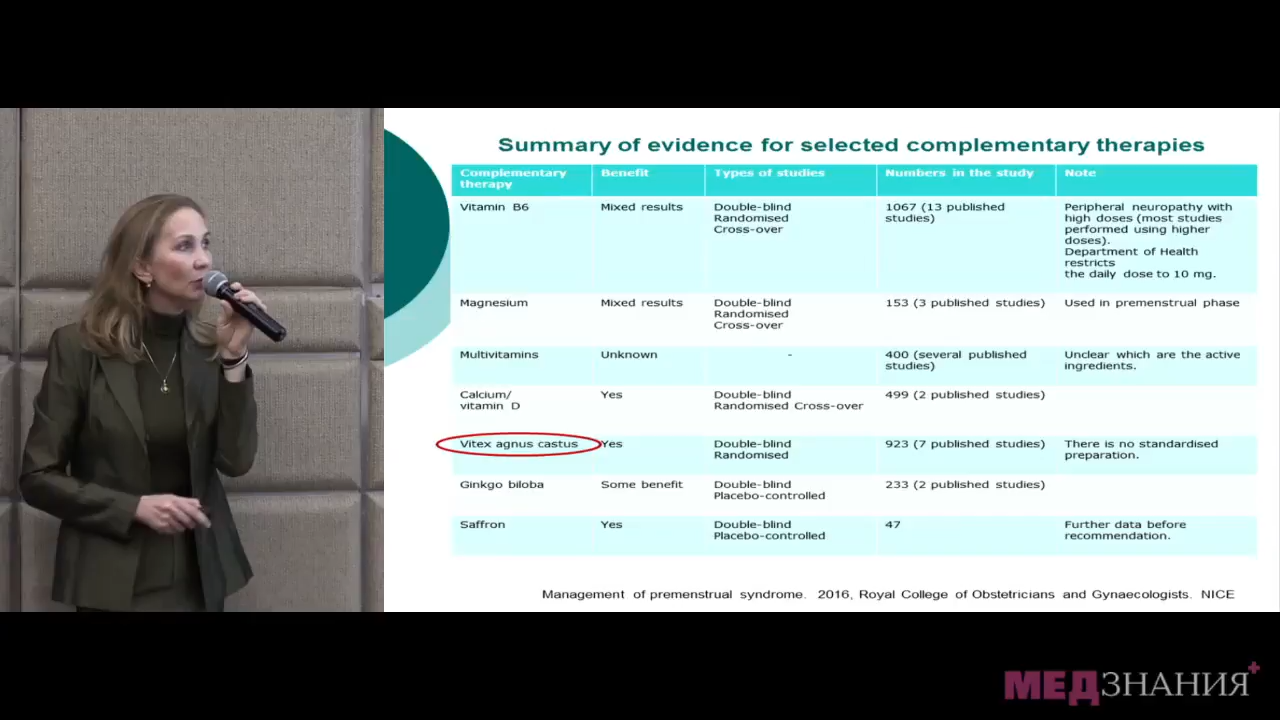 Summary of evidence for selected complementary therapies
Complementary therapy
Benefit
Types of studies
Numbers in the study
Note
Vitamin B6
Mixed results
Double-blind
Randomised
Cross-over
1067 (13 published
studies)
Peripheral neuropathy with
high doses (most studies
performed using higher
doses).
Department of Health
restricts
the daily dose to 10 mg.
Magnesium
Mixed results
Double-blind
Randomised
Cross-over
153 (3 published studies)
Used in premenstrual phase
Multivitamins
Unknown
-
400 (several published
studies)
Unclear which are the active
ingredients.
Calcium/
vitamin D
Yes
Double-blind
Randomised Cross-over
499 (2 published studies)
Vitex agnus castus
Yes
Double-blind
Randomised
923 (7 published studies)
There is no standardised
preparation.
Ginkgo biloba
Some benefit
Double-blind
Placebo-controlled
233 (2 published studies)
Saffron
Yes
Double-blind
Placebo-controlled
47
Further data before
recommendation.
Management of premenstrual syndrome. 2016, Royal College of Obstetricians and Gynaecologists. NICE
МЕДЗНАНИЯ+